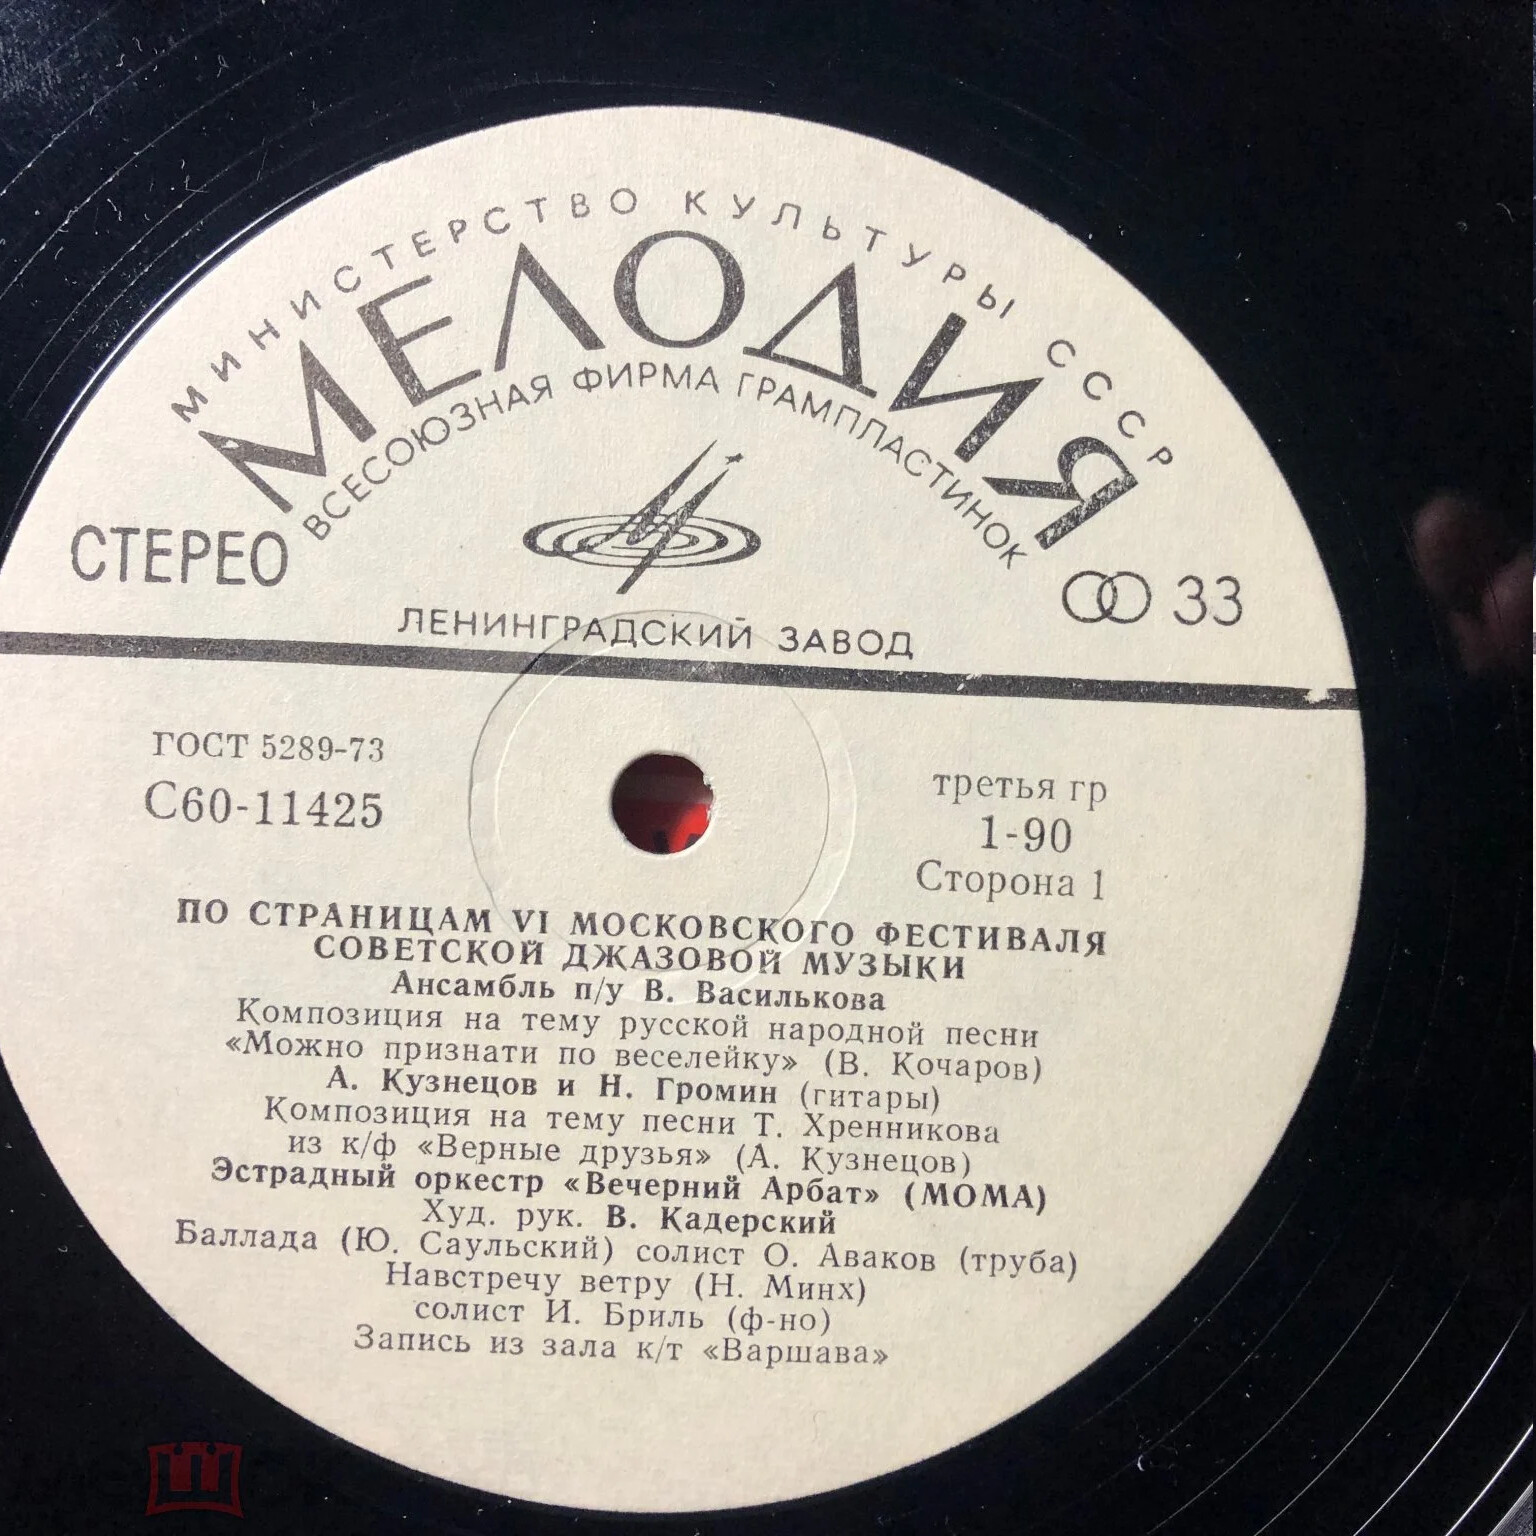 МИНИСТЕРСТВО КУЛЬТУРЫ СССР
МЕЛОДИЯ
ВСЕСОЮЗНАЯ ФИРМА ГРАМПЛАСТИНОК
СТЕРЕО
33
ЛЕНИНГРАДСКИЙ ЗАВОД
ГОСТ 5289-73
С60-11425
третья гр
1-90
Сторона 1
ПО СТРАНИЦАМ VI МОСКОВСКОГО ФЕСТИВАЛЯ
СОВЕТСКОЙ ДЖАЗОВОЙ МУЗЫКИ
Ансамбль п/у В. Василькова
Композиция на тему русской народной песни
«Можно признати по веселейку» (В. Кочаров)
А. Кузнецов и Н. Громин (гитары)
Композиция на тему песни Т. Хренникова
из к/ф «Верные друзья» (А. Кузнецов)
Эстрадный оркестр «Вечерний Арбат» (МОМА)
Худ. рук. В. Кадерский
Баллада (Ю. Саульский) солист О. Аваков (труба)
Навстречу ветру (Н. Минх)
солист И. Бриль (ф-но)
Запись из зала к/т «Варшава»